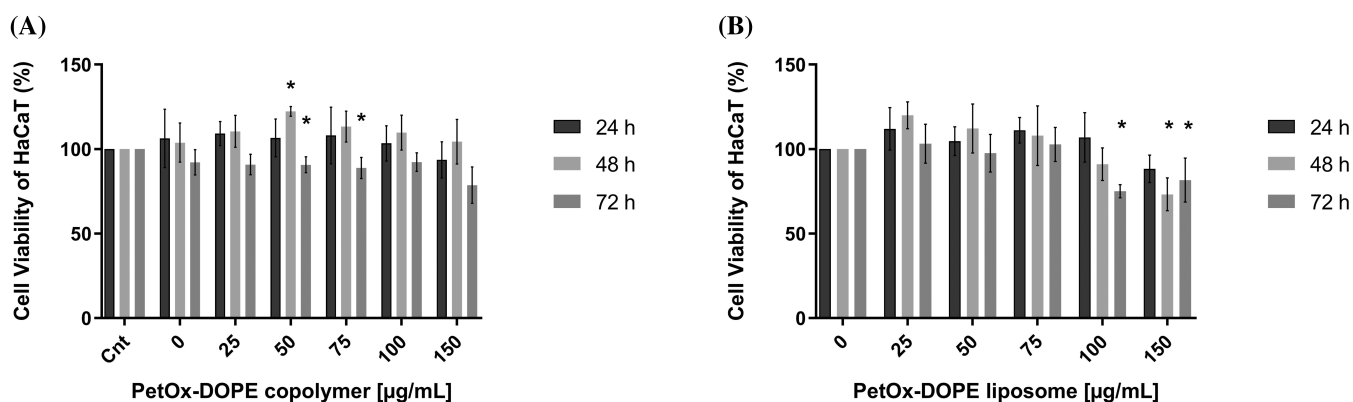 (A)
Cell Viability of HaCaT (%)
150
100
50
0
* * *
Cnt 0 25 50 75 100 150
PetOx-DOPE copolymer [µg/mL]
24 h
48 h
72 h
(B)
Cell Viability of HaCaT (%)
150
100
50
0
* * *
0 25 50 75 100 150
PetOx-DOPE liposome [µg/mL]
24 h
48 h
72 h